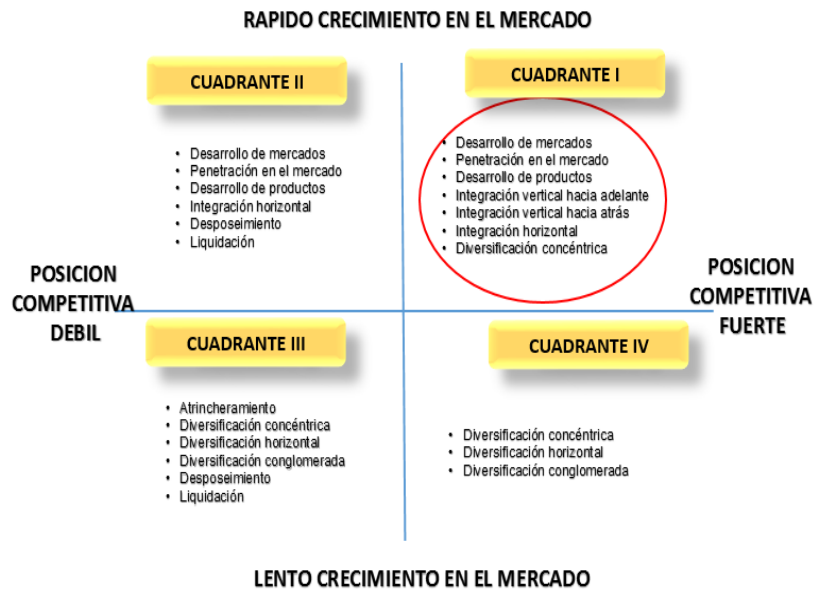 RAPIDO CRECIMIENTO EN EL MERCADO
CUADRANTE II
• Desarrollo de mercados
• Penetración en el mercado
• Desarrollo de productos
• Integración horizontal
• Desposeimiento
• Liquidación
CUADRANTE I
• Desarrollo de mercados
• Penetración en el mercado
• Desarrollo de productos
• Integración vertical hacia adelante
• Integración vertical hacia atrás
• Integración horizontal
• Diversificación concéntrica
POSICION
COMPETITIVA
DEBIL
POSICION
COMPETITIVA
FUERTE
CUADRANTE III
• Atrincheramiento
• Diversificación concéntrica
• Diversificación horizontal
• Diversificación conglomerada
• Desposeimiento
• Liquidación
CUADRANTE IV
• Diversificación concéntrica
• Diversificación horizontal
• Diversificación conglomerada
LENTO CRECIMIENTO EN EL MERCADO